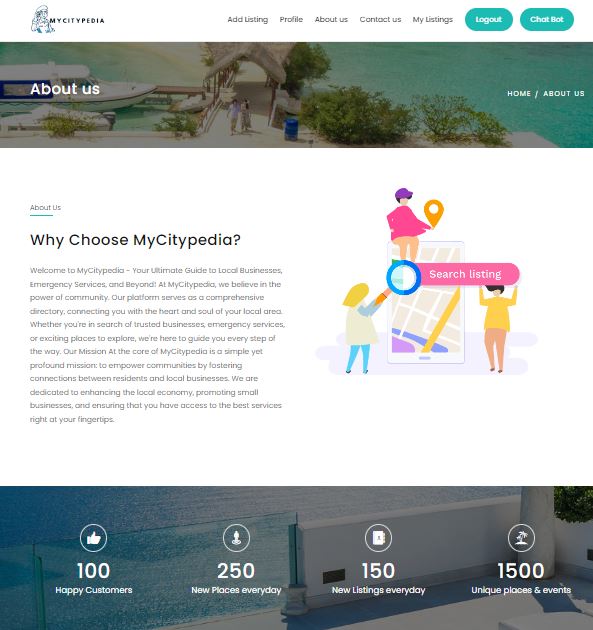 MYCITYPEDIA
Add Listing Profile About us Contact us My Listings Logout Chat Bot
About us
HOME / ABOUT US
About Us
Why Choose MyCitypedia?
Welcome to MyCitypedia - Your Ultimate Guide to Local Businesses,
Emergency Services, and Beyond! At MyCitypedia, we believe in the
power of community. Our platform serves as a comprehensive
directory, connecting you with the heart and soul of your local area.
Whether you're in search of trusted businesses, emergency services,
or exciting places to explore, we're here to guide you every step of
the way. Our Mission At the core of MyCitypedia is a simple yet
profound mission: to empower communities by fostering
connections between residents and local businesses. We are
dedicated to enhancing the local economy, promoting small
businesses, and ensuring that you have access to the best services
right at your fingertips.
Search listing
100 250 150 1500
Happy Customers New Places everyday New Listings everyday Unique places & events